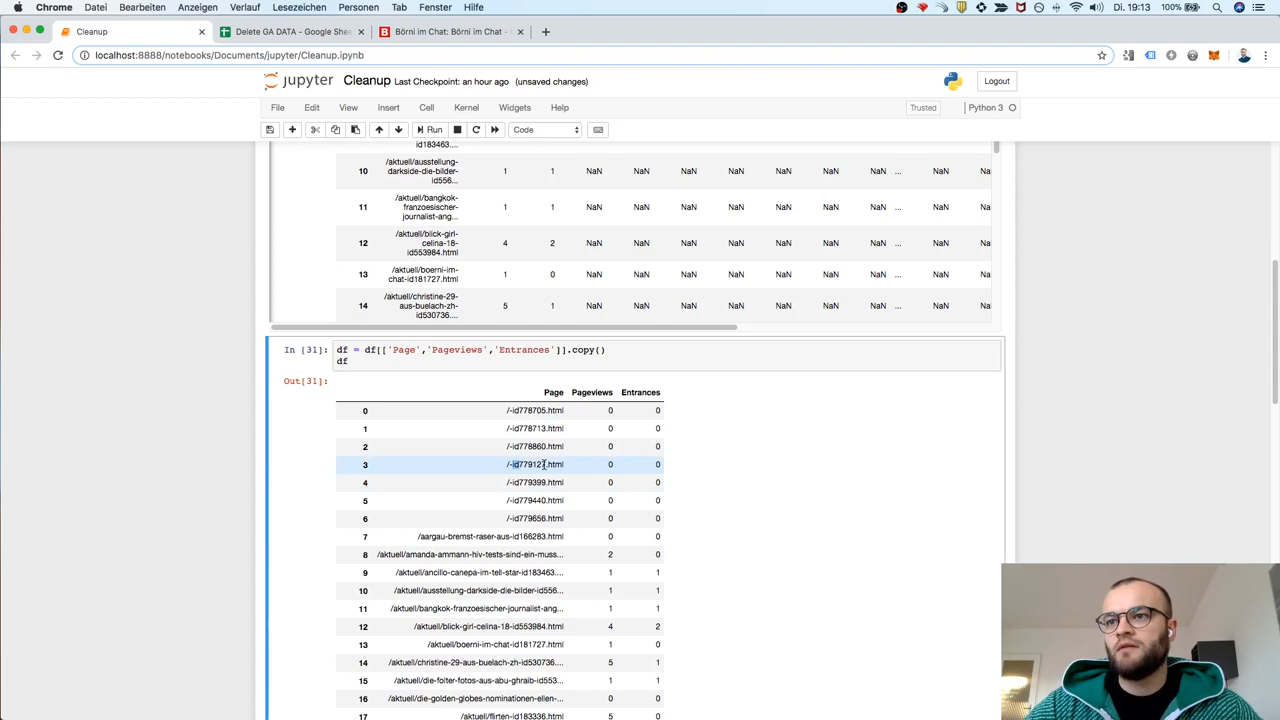 Chrome Datei Bearbeiten Anzeigen Verlauf Lesezeichen Personen Tab Fenster Hilfe Di. 19:13 100%
Cleanup Delete GA DATA - Google She Börni im Chat: Börni im Chat -
localhost:8888/notebooks/Documents/jupyter/Cleanup.ipynb
jupyter Cleanup Last Checkpoint: an hour ago (unsaved changes) Logout
File Edit View Insert Cell Kernel Widgets Help Trusted Python 3
Run Code
id183463...
/aktuell/ausstellung-
10 darkside-die-bilder- 1 1 NaN NaN NaN NaN NaN NaN ... NaN Na
id556...
/aktuell/bangkok-
11 franzoesischer- 1 1 NaN NaN NaN NaN NaN NaN ... NaN Na
journalist-ang...
/aktuell/blick-girl-
12 celina-18- 4 2 NaN NaN NaN NaN NaN NaN ... NaN Na
id553984.html
13 /aktuell/boerni-im- 1 0 NaN NaN NaN NaN NaN NaN ... NaN Na
chat-id181727.html
/aktuell/christine-29-
14 aus-buelach-zh- 5 1 NaN NaN NaN NaN NaN NaN ... NaN Na
id530736....
In [31]: df = df[['Page','Pageviews','Entrances']].copy()
df
Out[31]:
Page Pageviews Entrances
0 /-id778705.html 0 0
1 /-id778713.html 0 0
2 /-id778860.html 0 0
3 0 0
4 /-id779399.html 0 0
5 /-id779440.html 0 0
6 /-id779656.html 0 0
7 /aargau-bremst-raser-aus-id166283.html 0 0
8 /aktuell/amanda-ammann-hiv-tests-sind-ein-muss... 2 0
9 /aktuell/ancillo-canepa-im-tell-star-id183463.... 1 1
10 /aktuell/ausstellung-darkside-die-bilder-id556... 1 1
11 /aktuell/bangkok-franzoesischer-journalist-ang... 1 1
12 /aktuell/blick-girl-celina-18-id553984.html 4 2
13 /aktuell/boerni-im-chat-id181727.html 1 0
14 /aktuell/christine-29-aus-buelach-zh-id530736.... 5 1
15 /aktuell/die-folter-fotos-aus-abu-ghraib-id553... 1 1
16 /aktuell/die-golden-globes-nominationen-ellen-... 0 0
17 /aktuell/flirten-id183336.html 5 0